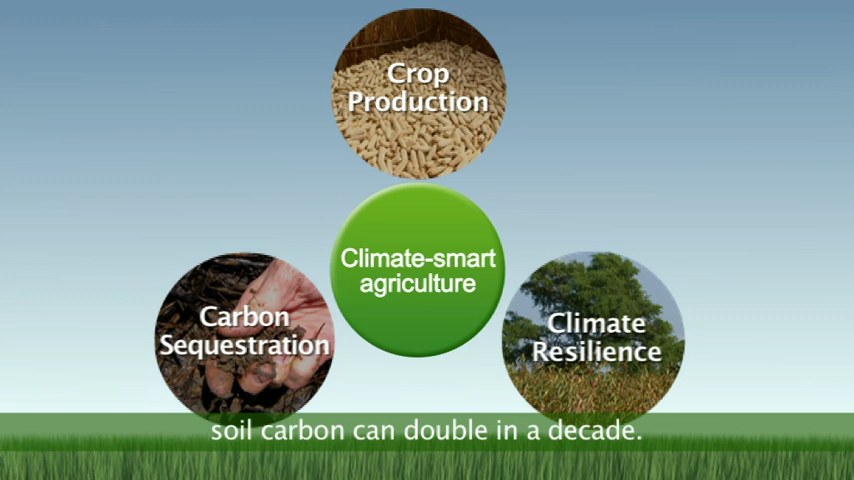 Crop
Production
Climate-smart
agriculture
Carbon
Sequestration
Climate
Resilience
soil carbon can double in a decade.